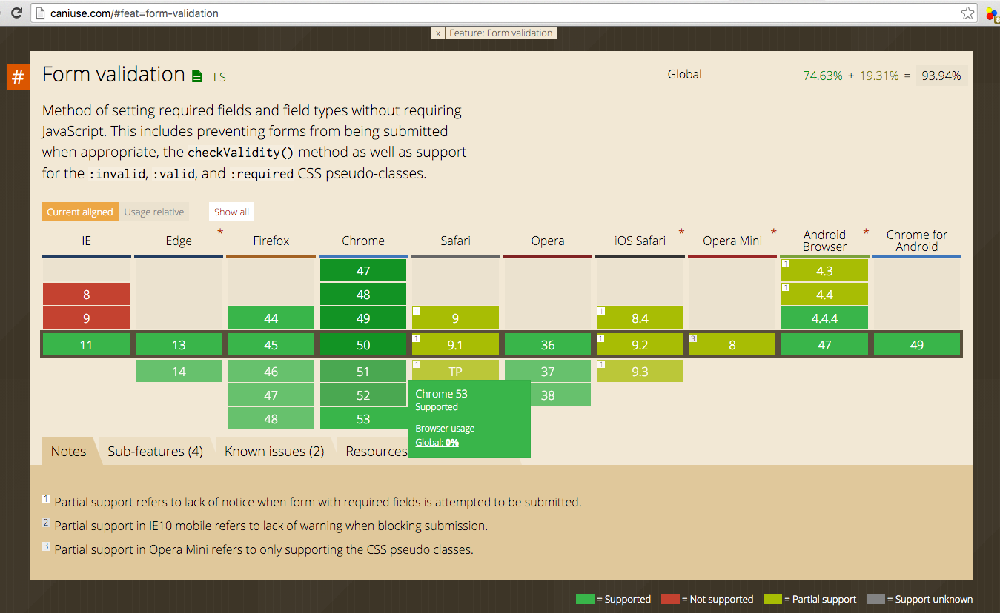 caniuse.com/#feat=form-validation
x Feature: Form validation
# Form validation - LS
Global 74.63% + 19.31% = 93.94%
Method of setting required fields and field types without requiring
JavaScript. This includes preventing forms from being submitted
when appropriate, the checkValidity() method as well as support
for the :invalid, :valid, and :required CSS pseudo-classes.
Current aligned Usage relative Show all
IE Edge * Firefox Chrome Safari Opera iOS Safari * Opera Mini * Android Browser * Chrome for Android
47 1 4.3
8 48 1 4.4
9 44 49 1 9 1 8.4 4.4.4
11 13 45 50 1 9.1 36 1 9.2 3 8 47 49
14 46 51 1 TP 37 1 9.3
47 52 38
48 53
Chrome 53
Supported
Browser usage
Global: 0%
Notes Sub-features (4) Known issues (2) Resources
1 Partial support refers to lack of notice when form with required fields is attempted to be submitted.
2 Partial support in IE10 mobile refers to lack of warning when blocking submission.
3 Partial support in Opera Mini refers to only supporting the CSS pseudo classes.
= Supported = Not supported = Partial support = Support unknown